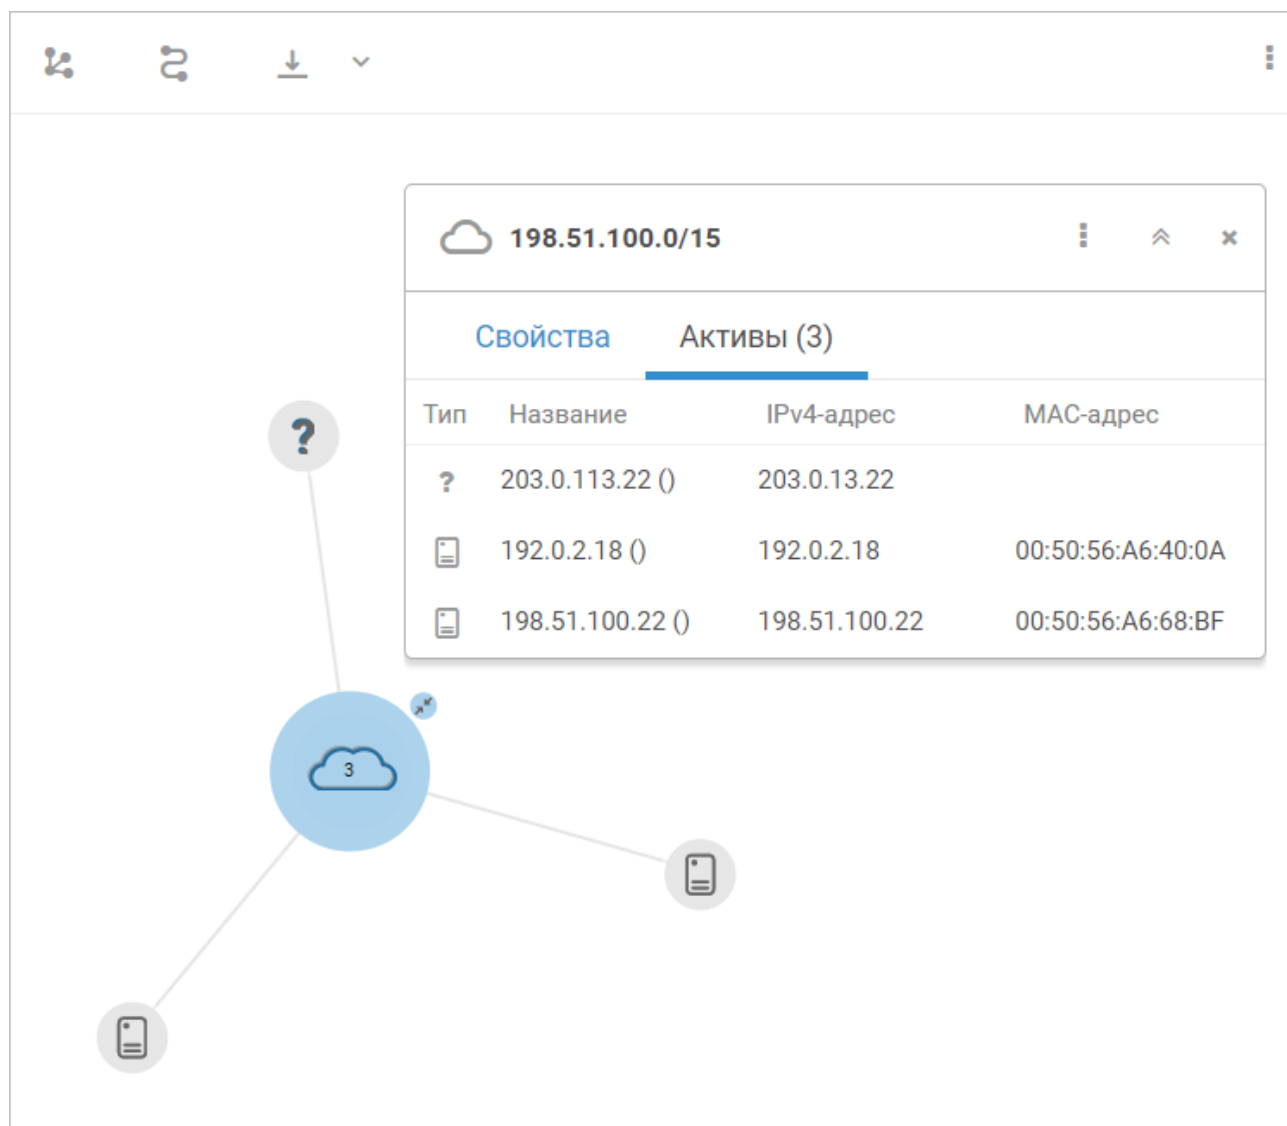 198.51.100.0/15
Свойства Активы (3)
Тип Название IPv4-адрес MAC-адрес
? 203.0.113.22 () 203.0.13.22
192.0.2.18 () 192.0.2.18 00:50:56:A6:40:0A
198.51.100.22 () 198.51.100.22 00:50:56:A6:68:BF
?
3